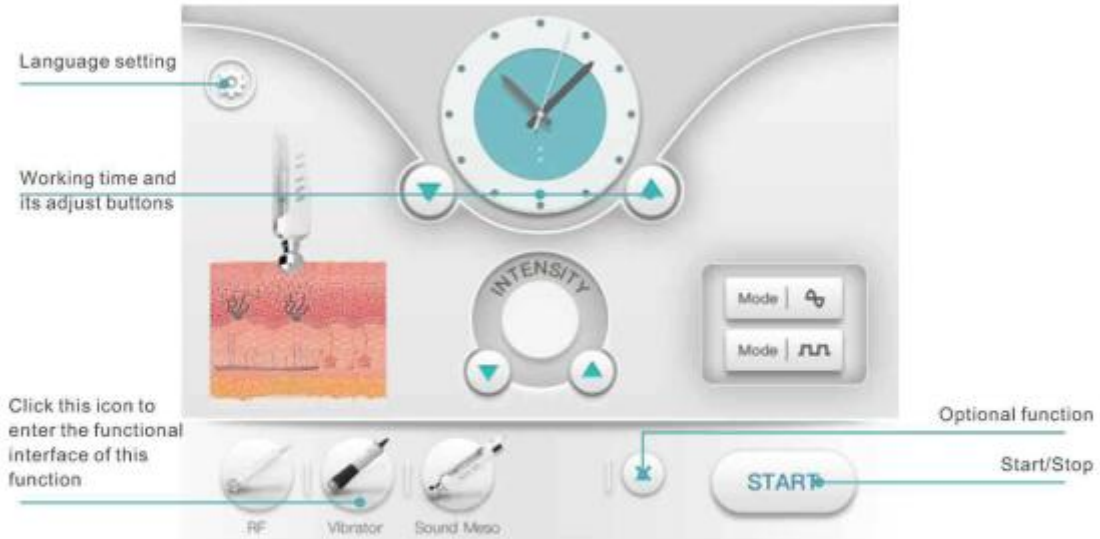 Language setting
Working time and
its adjust buttons
INTENSITY
Mode
Mode
Click this icon to
enter the functional
interface of this
function
Optional function
Start/Stop
START
RF
Vibrator
Sound Meso